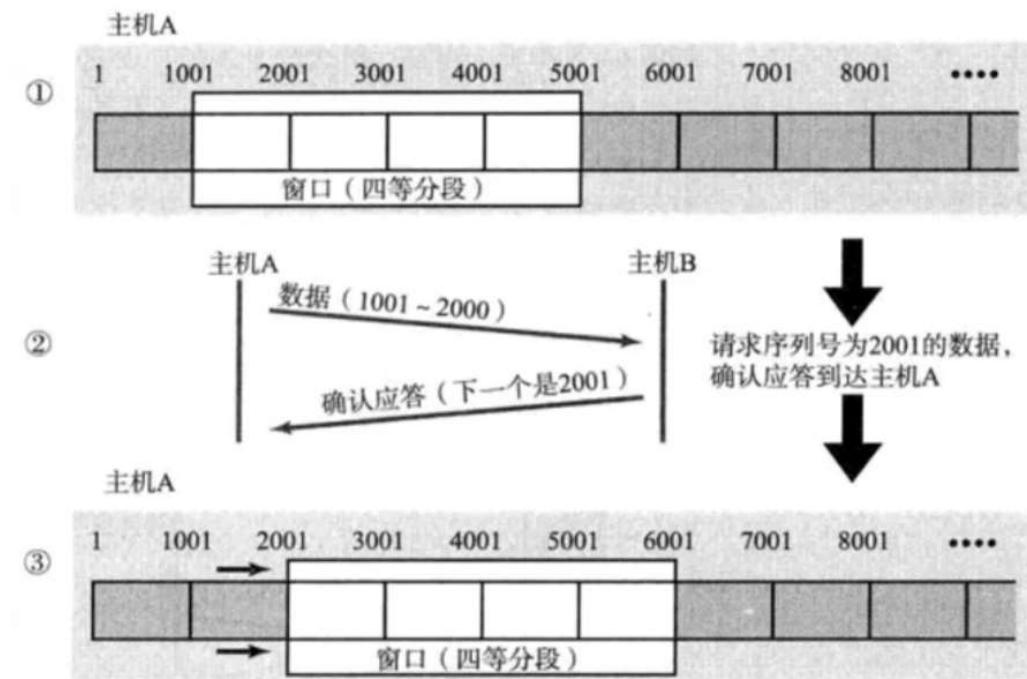 主机A
① 1 1001 2001 3001 4001 5001 6001 7001 8001 ••••
窗口（四等分段）
主机A 主机B
② 数据（1001～2000）
确认应答（下一个是2001）
请求序列号为2001的数据，
确认应答到达主机A
主机A
③ 1 1001 2001 3001 4001 5001 6001 7001 8001 ••••
窗口（四等分段）